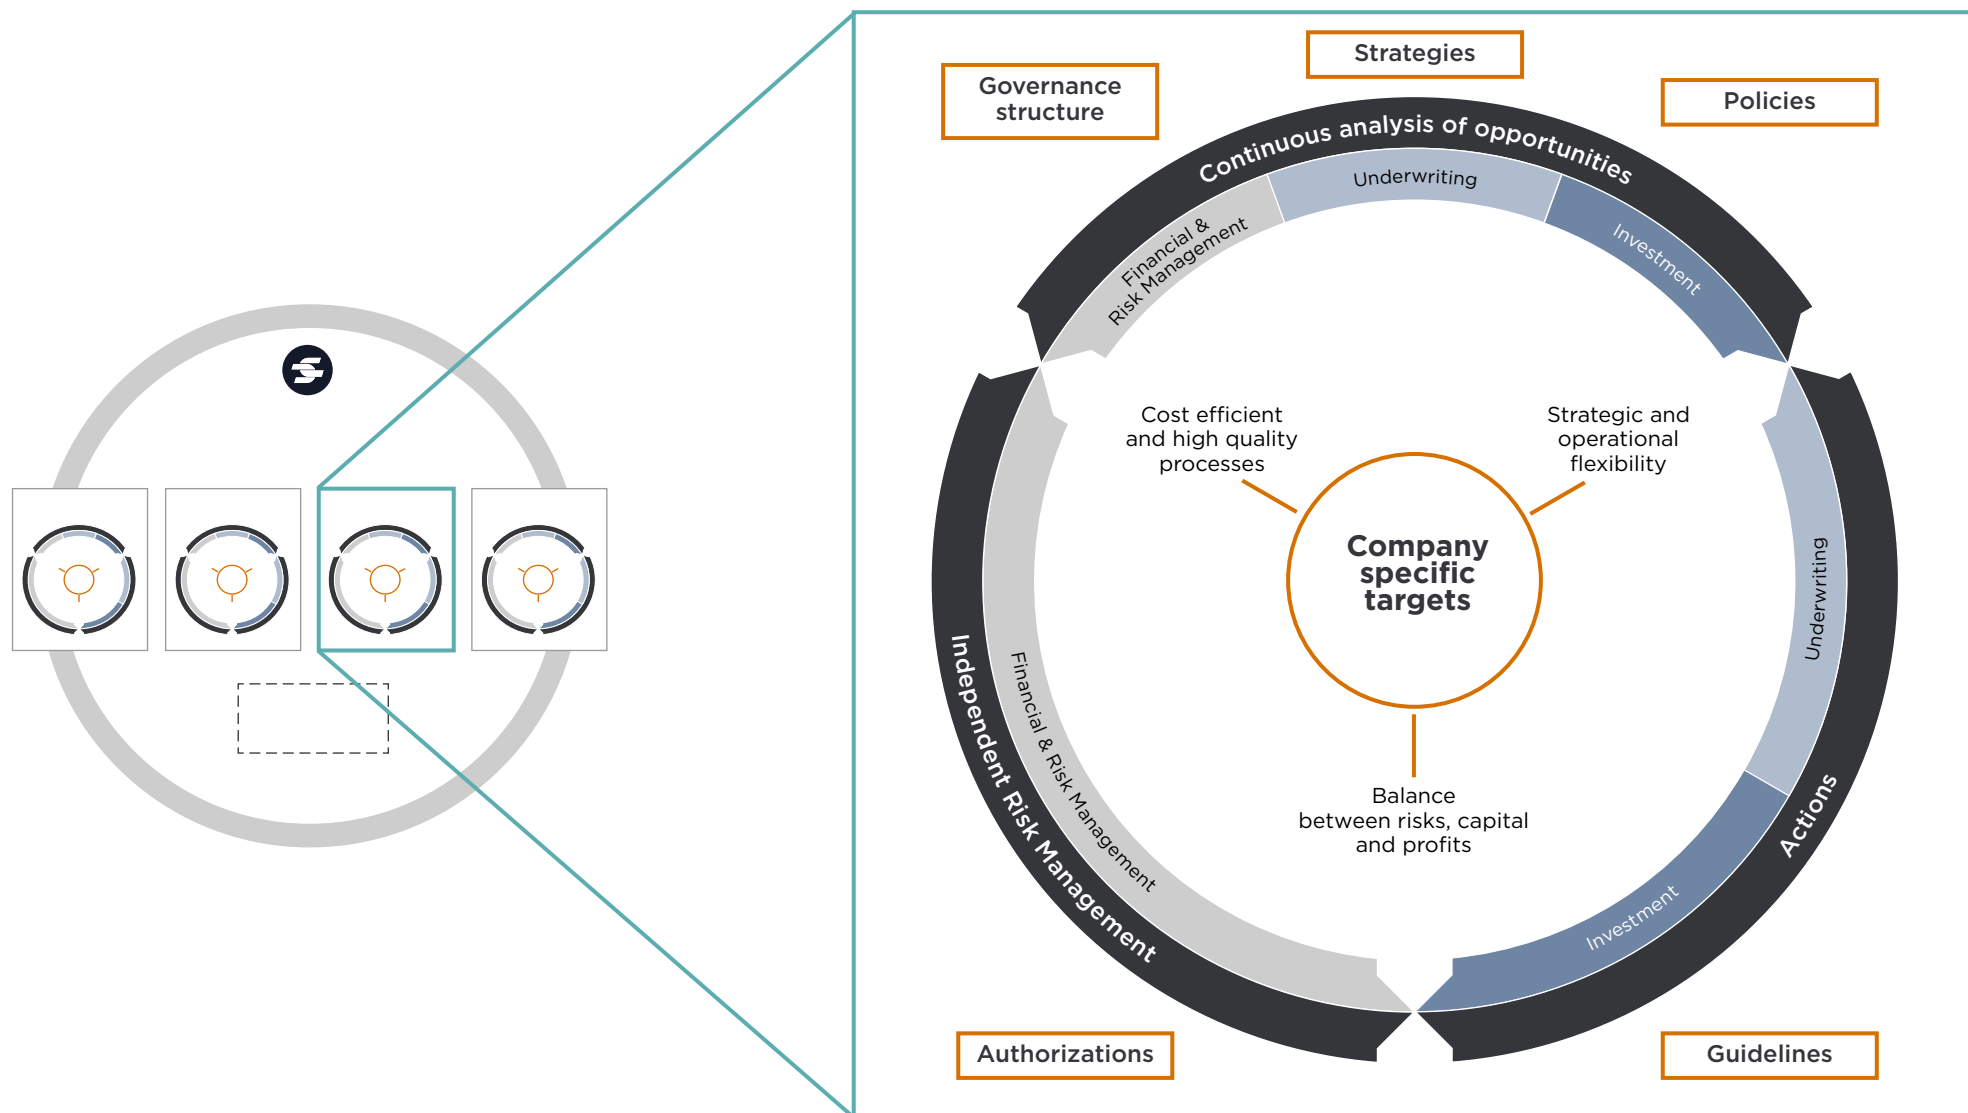 Strategies
Governance
structure
Policies
Continuous analysis of opportunities
Underwriting
Financial &
Risk Management
Investment
Cost efficient
and high quality
processes
Strategic and
operational
flexibility
Company
specific
targets
Underwriting
Independent Risk Management
Financial & Risk Management
Balance
between risks, capital
and profits
Actions
Investment
Authorizations
Guidelines